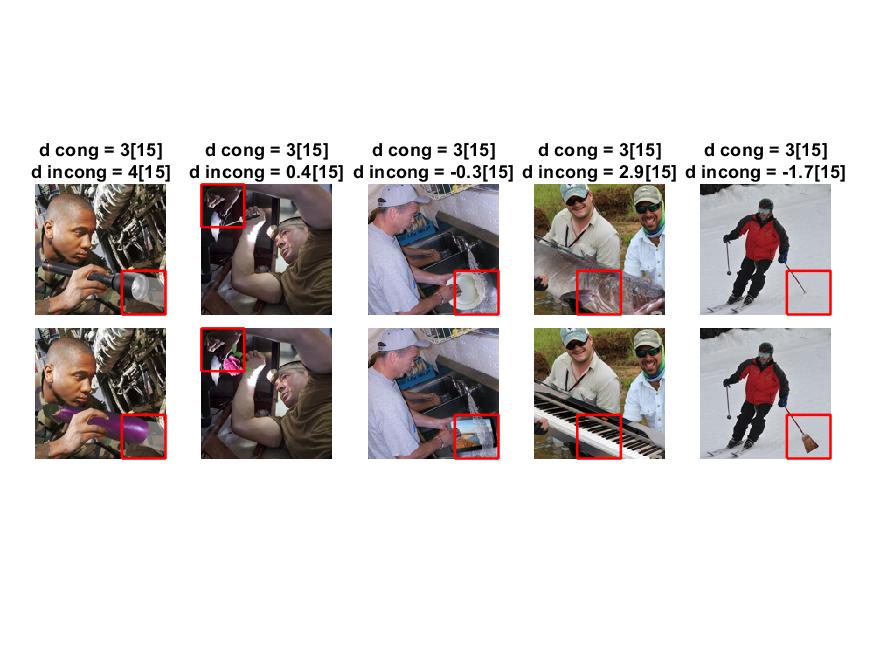 d cong = 3[15]
d incong = 4[15]
d cong = 3[15]
d incong = 0.4[15]
d cong = 3[15]
d incong = -0.3[15]
d cong = 3[15]
d incong = 2.9[15]
d cong = 3[15]
d incong = -1.7[15]